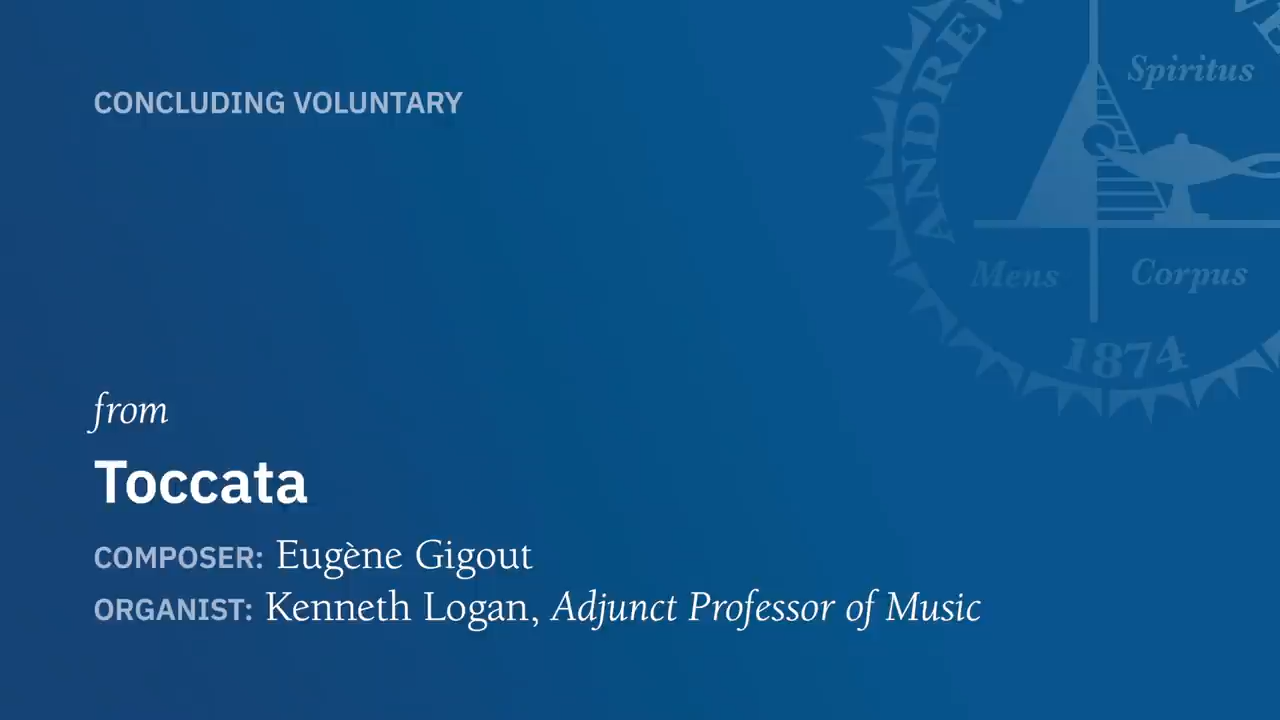 CONCLUDING VOLUNTARY
from
Toccata
COMPOSER: Eugène Gigout
ORGANIST: Kenneth Logan, Adjunct Professor of Music
Spiritus
Mens
Corpus
1874